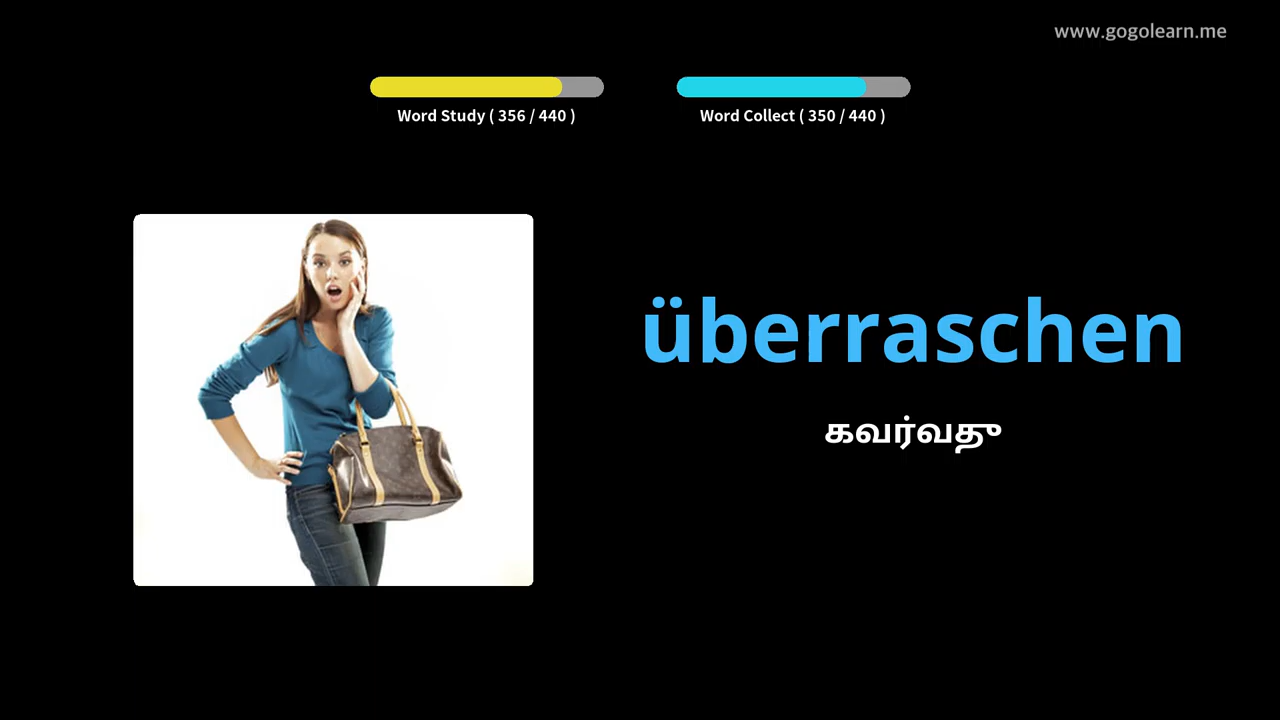 www.gogolearn.me
Word Study ( 356 / 440 )
Word Collect ( 350 / 440 )
überraschen
கவர்வது